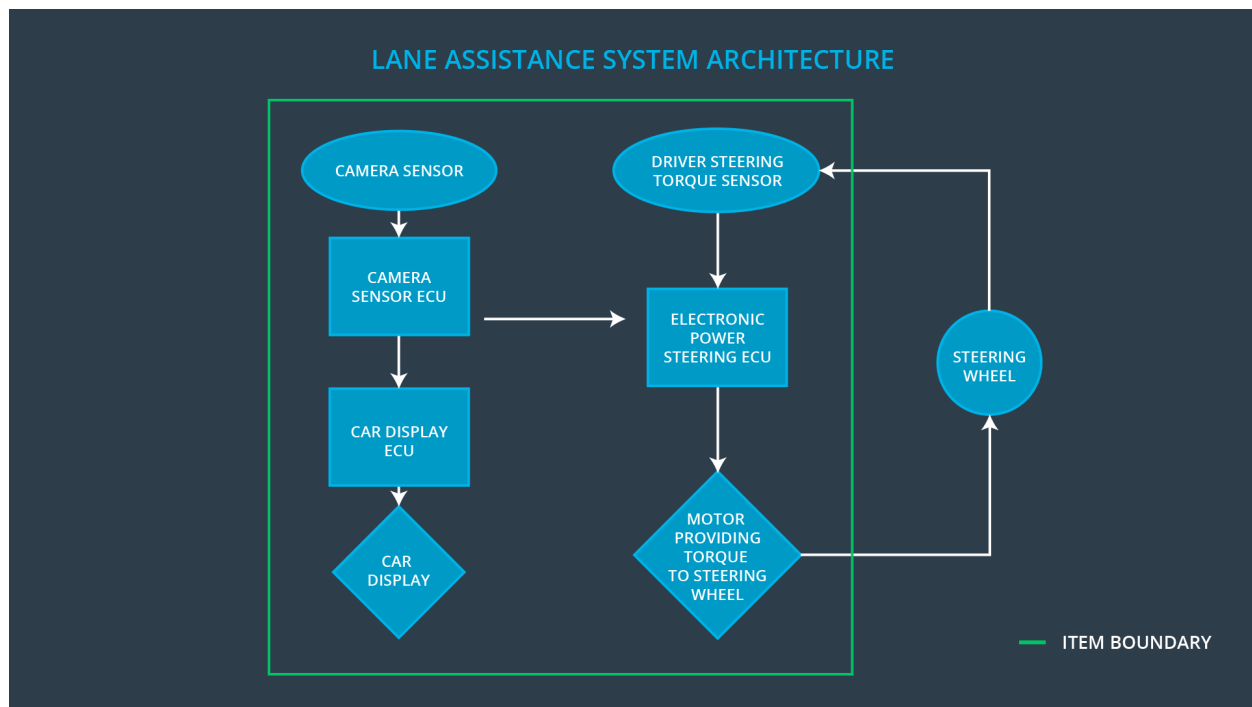 LANE ASSISTANCE SYSTEM ARCHITECTURE
CAMERA SENSOR
DRIVER STEERING
TORQUE SENSOR
CAMERA
SENSOR ECU
ELECTRONIC
POWER
STEERING ECU
STEERING
WHEEL
CAR DISPLAY
ECU
CAR
DISPLAY
MOTOR
PROVIDING
TORQUE
TO STEERING
WHEEL
ITEM BOUNDARY